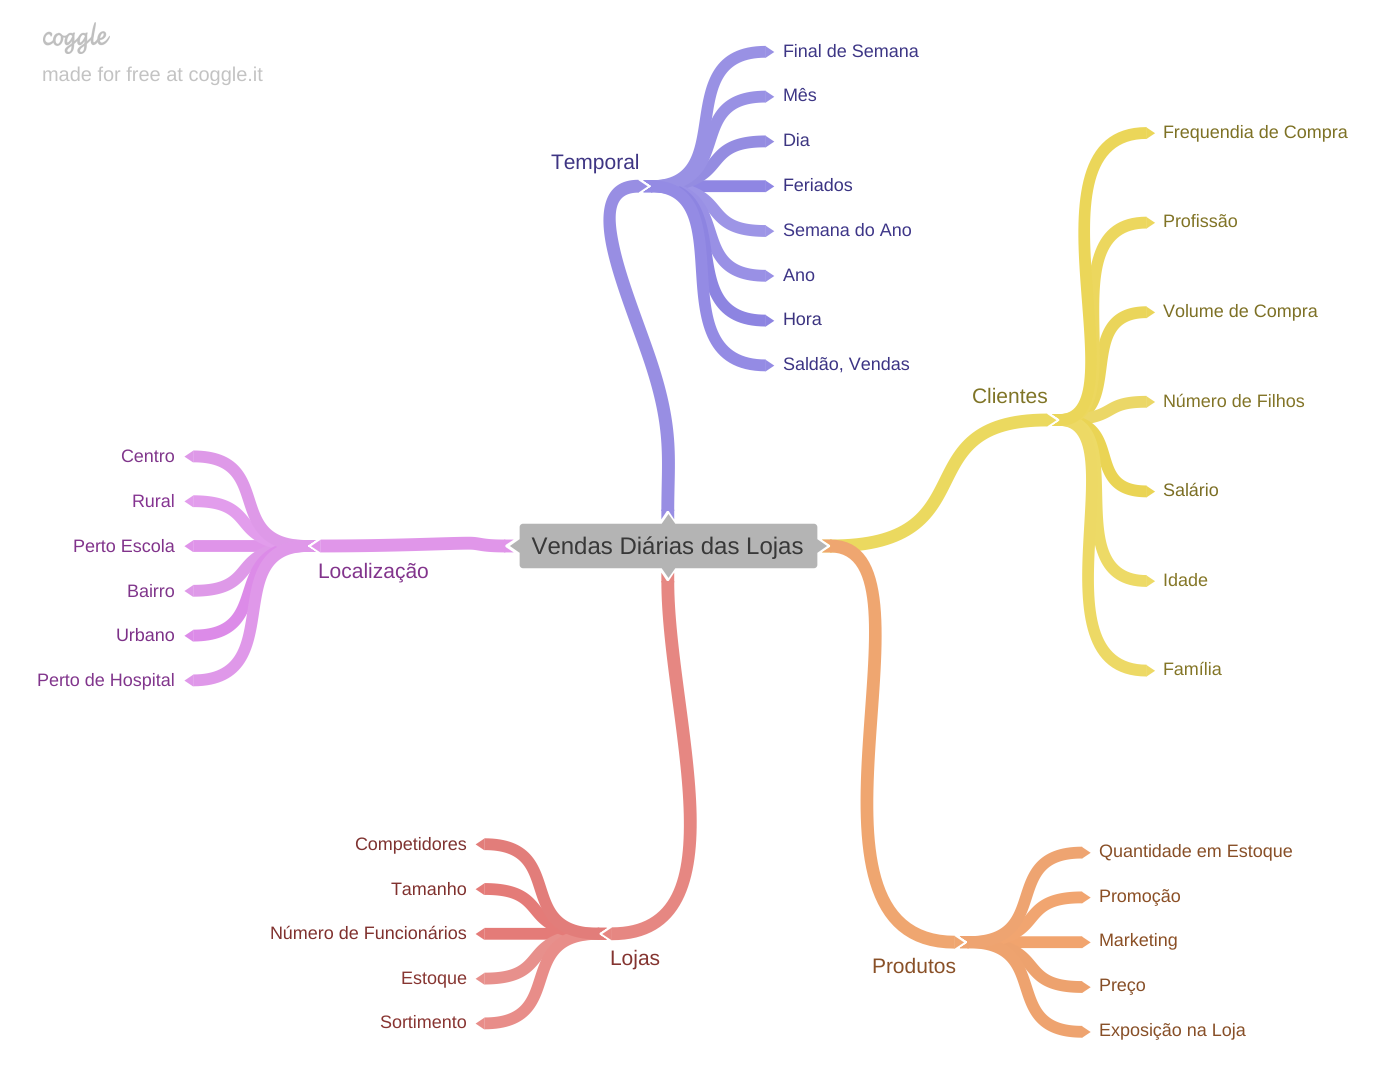 coggle
made for free at coggle.it
Temporal
Final de Semana
Mês
Dia
Feriados
Semana do Ano
Ano
Hora
Saldão, Vendas
Clientes
Frequendia de Compra
Profissão
Volume de Compra
Número de Filhos
Salário
Idade
Família
Vendas Diárias das Lojas
Localização
Centro
Rural
Perto Escola
Bairro
Urbano
Perto de Hospital
Lojas
Competidores
Tamanho
Número de Funcionários
Estoque
Sortimento
Produtos
Quantidade em Estoque
Promoção
Marketing
Preço
Exposição na Loja